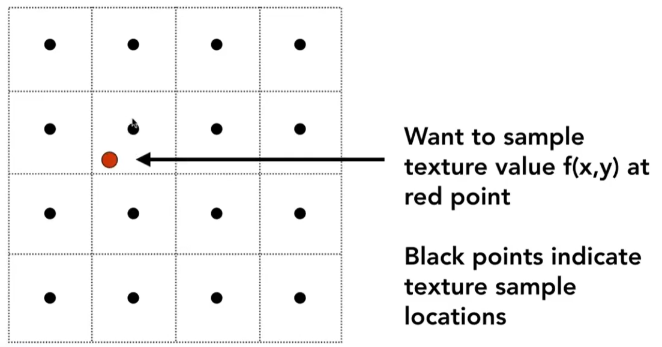 Want to sample
texture value f(x,y) at
red point
Black points indicate
texture sample
locations